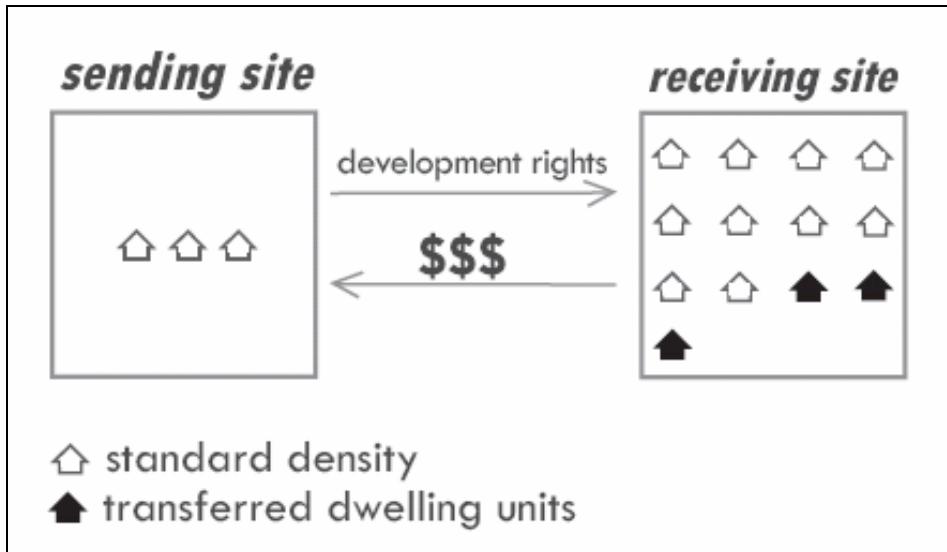 sending site
receiving site
development rights
$$$
standard density
transferred dwelling units